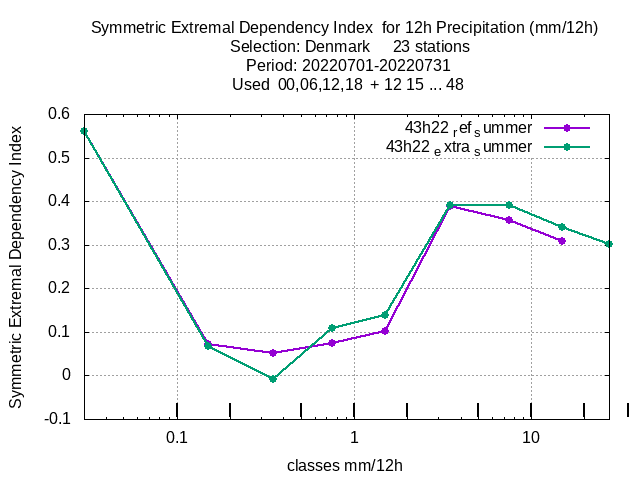 Symmetric Extremal Dependency Index  for 12h Precipitation (mm/12h)
Selection: Denmark     23 stations
Period: 20220701-20220731
Used  00,06,12,18  + 12 15 ... 48
43h22 ref summer
43h22 extra summer
0.6
0.5
0.4
0.3
0.2
0.1
0
-0.1
Symmetric Extremal Dependency Index
0.1 1 10
classes mm/12h